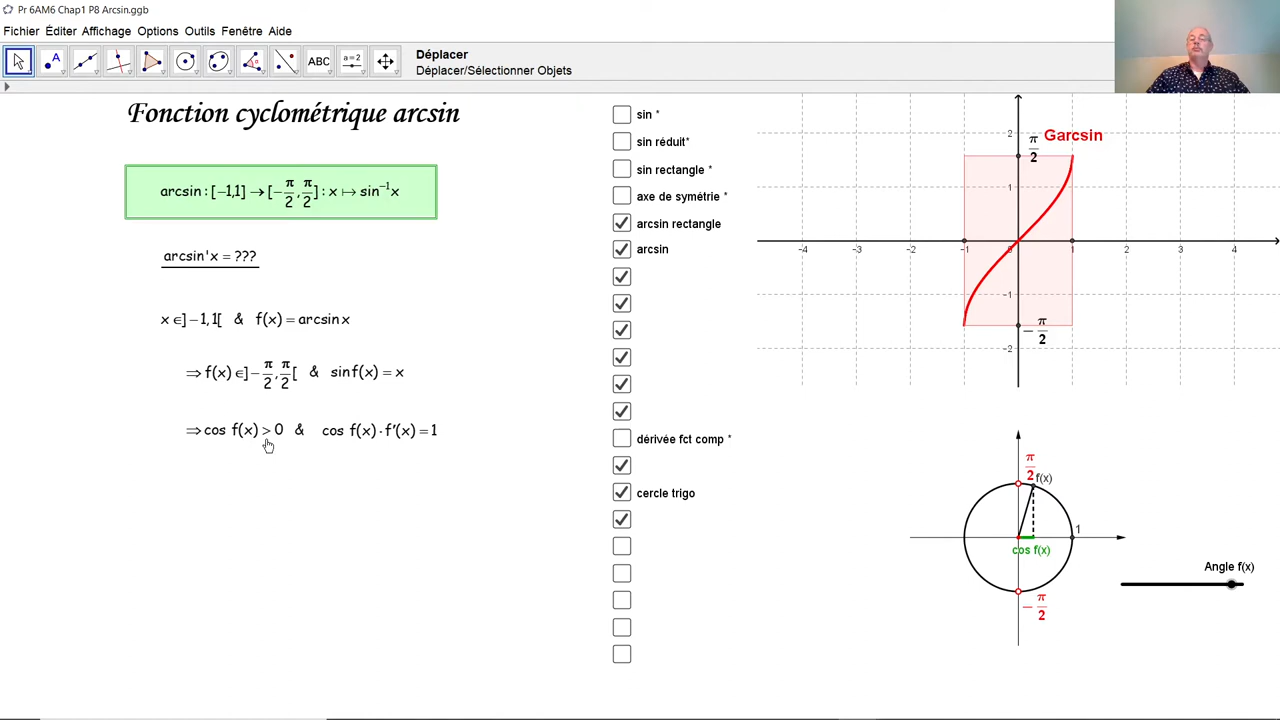 Pr 6AM6 Chap1 P8 Arcsin.ggb
Fichier Éditer Affichage Options Outils Fenêtre Aide
ABC
a=2
Déplacer
Déplacer/Sélectionner Objets
Fonction cyclométrique arcsin
arcsin : [−1,1] → [−π/2, π/2] : x ↦ sin⁻¹x
arcsin'x = ???
x ∈]−1,1[ & f(x) = arcsin x
⇒ f(x) ∈]−π/2, π/2[ & sin f(x) = x
⇒ cos f(x) > 0 & cos f(x) · f'(x) = 1
sin *
sin réduit*
sin rectangle *
axe de symétrie *
arcsin rectangle
arcsin
dérivée fct comp *
cercle trigo
Garcsin
π/2
2
1
-4 -3 -2 -1 0 1 2 3 4
-1
−π/2
-2
π/2
f(x)
1
cos f(x)
−π/2
Angle f(x)